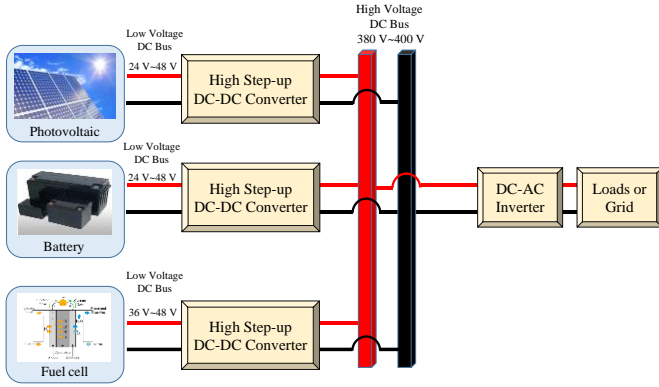 High Voltage
DC Bus
380 V~400 V
Low Voltage
DC Bus
24 V~48 V
High Step-up
DC-DC Converter
Photovoltaic
Low Voltage
DC Bus
24 V~48 V
High Step-up
DC-DC Converter
DC-AC
Inverter
Loads or
Grid
Battery
Low Voltage
DC Bus
36 V~48 V
High Step-up
DC-DC Converter
Fuel cell